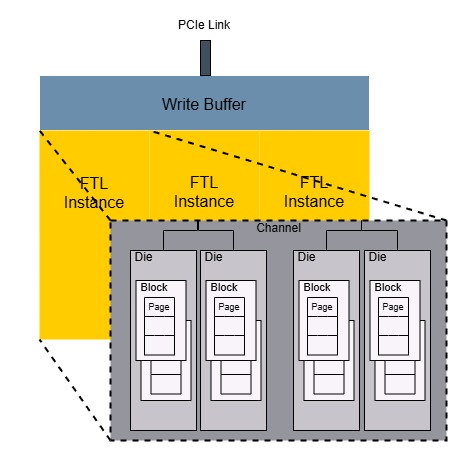 PCIe Link
Write Buffer
FTL
Instance
FTL
Instance
FTL
Instance
Channel
Die
Die
Die
Die
Block
Block
Block
Block
Page
Page
Page
Page